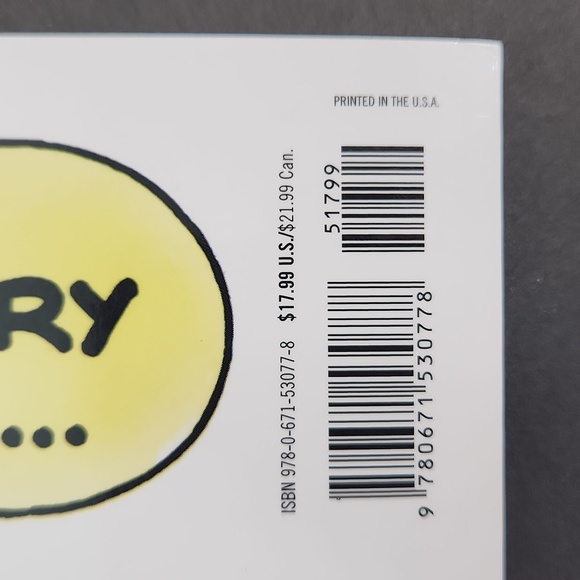 PRINTED IN THE U.S.A.
RY
...
ISBN 978-0-671-53077-8 $17.99 U.S./$21.99 Can.
51799
9 780671 530778